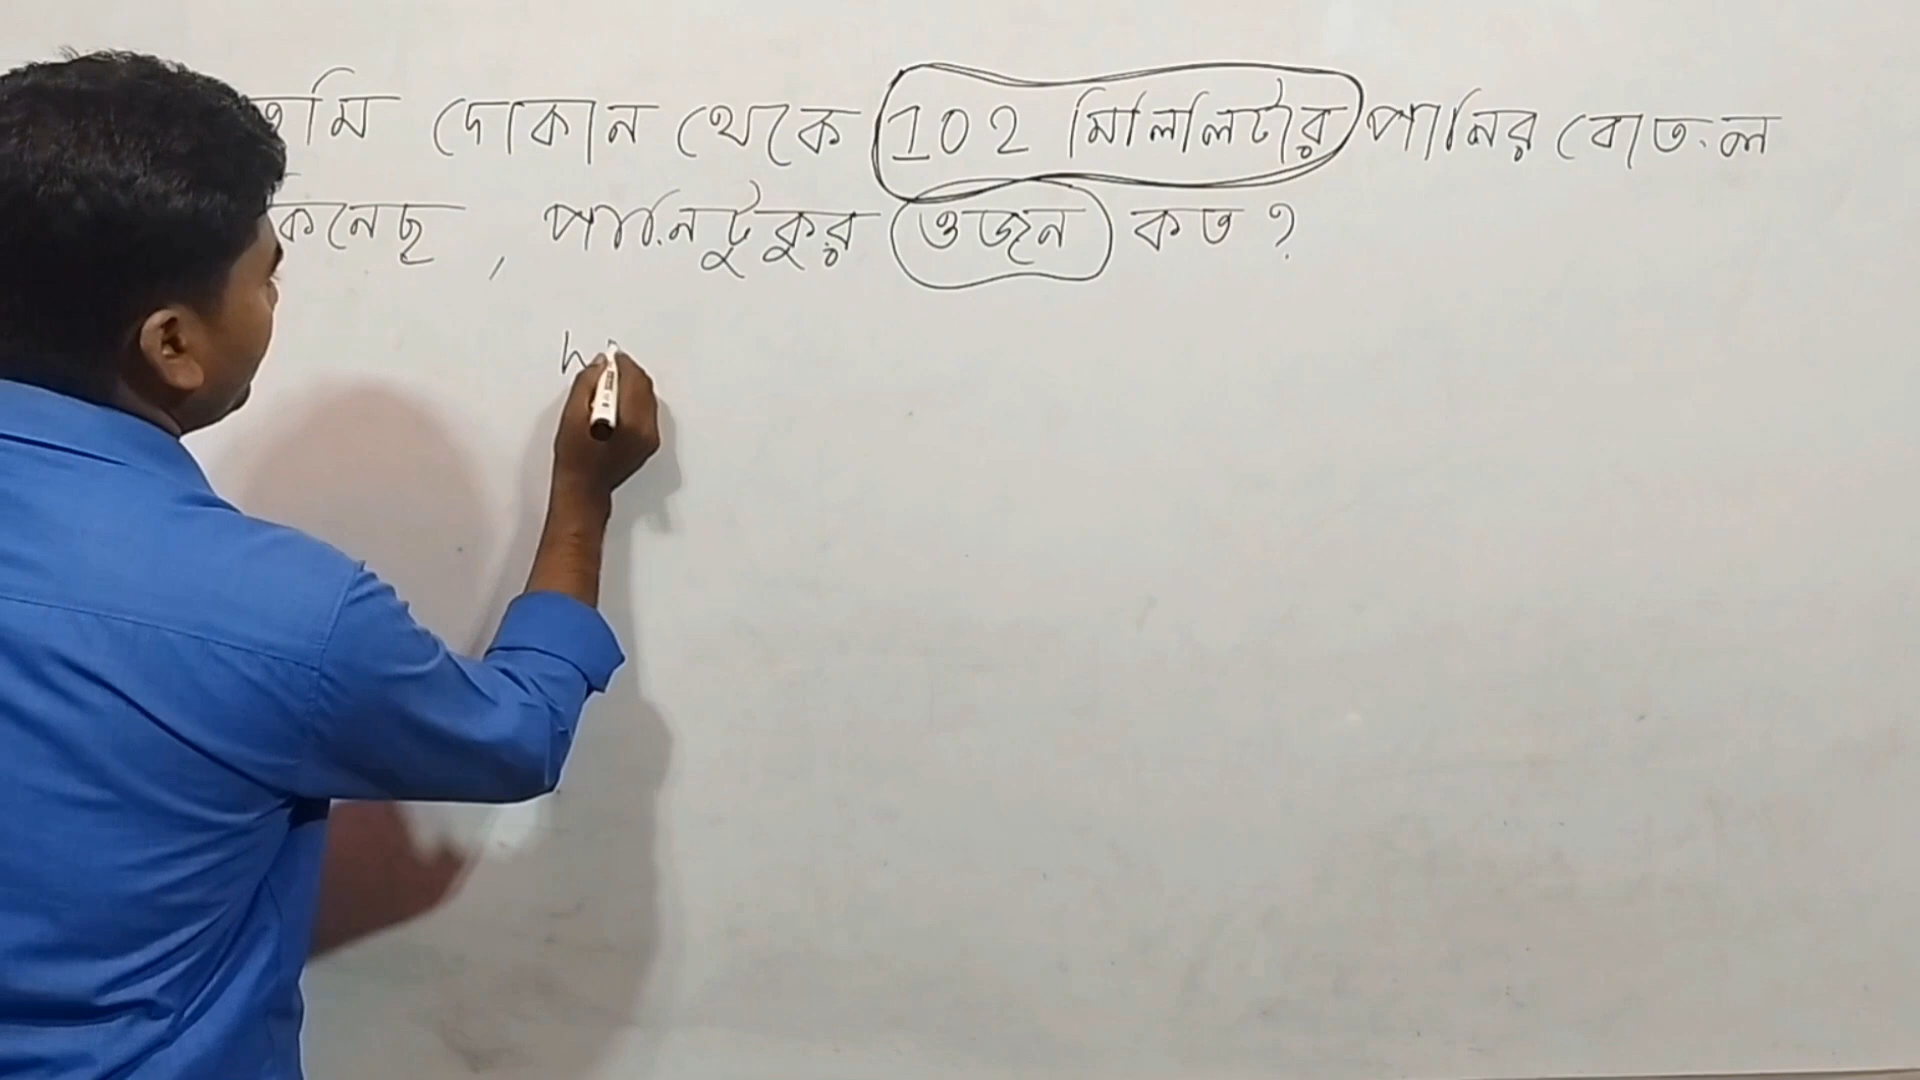 তুমি দোকান থেকে 102 মিলিলিটার পানির বোতল
কিনেছ, পানিটুকুর ওজন কত?